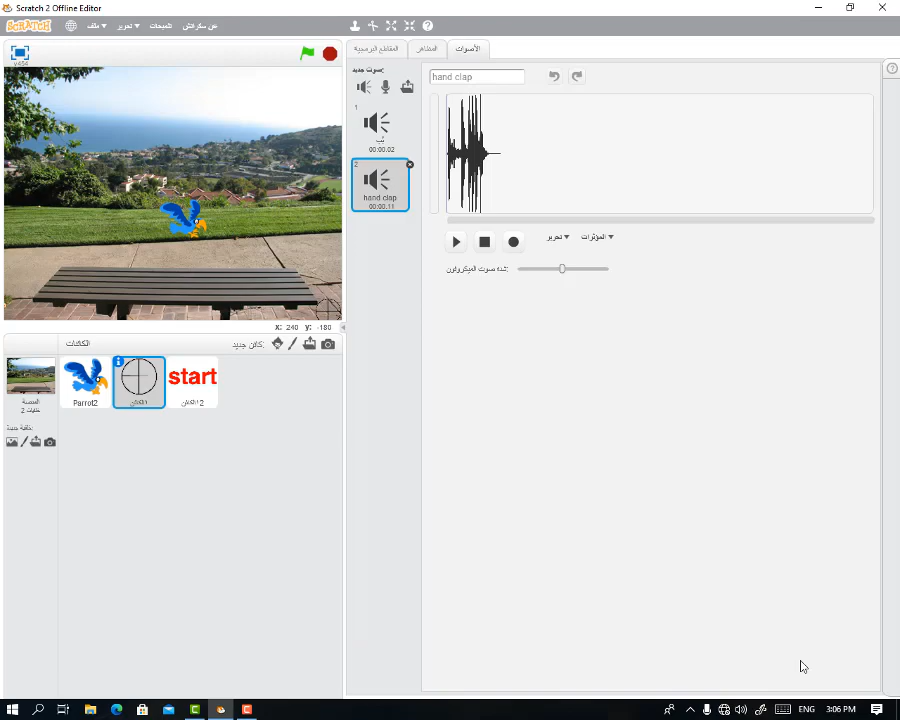 Scratch 2 Offline Editor
SCRATCH
ملف
تحرير
التلميحات
عن سكراتش
v454
المقاطع البرمجية
المظاهر
الأصوات
صوت جديد:
1
بُب
00:00.02
2
hand clap
00:00.11
hand clap
تحرير
المؤثرات
شدة صوت الميكروفون:
x: 240 y: -180
الكائنات
كائن جديد:
المنصة
2 خلفيات
خلفية جديدة:
Parrot2
الكائن1
start
الكائن2
ENG
3:06 PM